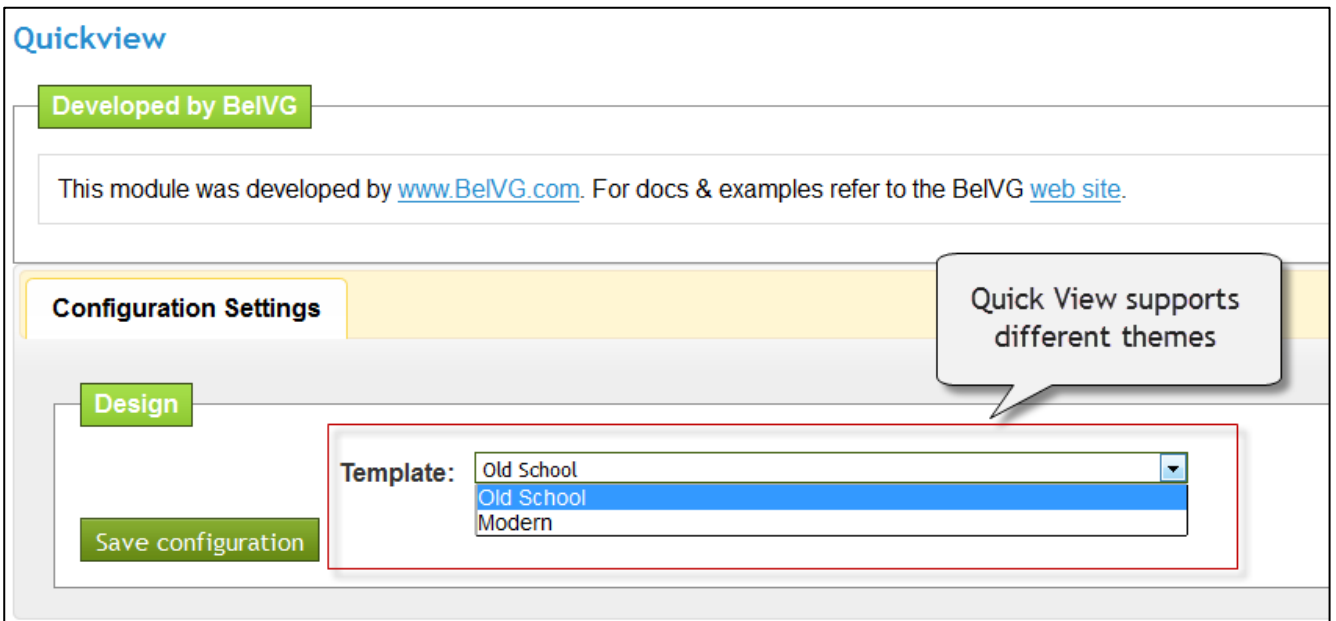 Quickview
Developed by BelVG
This module was developed by www.BelVG.com. For docs & examples refer to the BelVG web site.
Configuration Settings
Quick View supports
different themes
Design
Template:
Old School
Old School
Modern
Save configuration